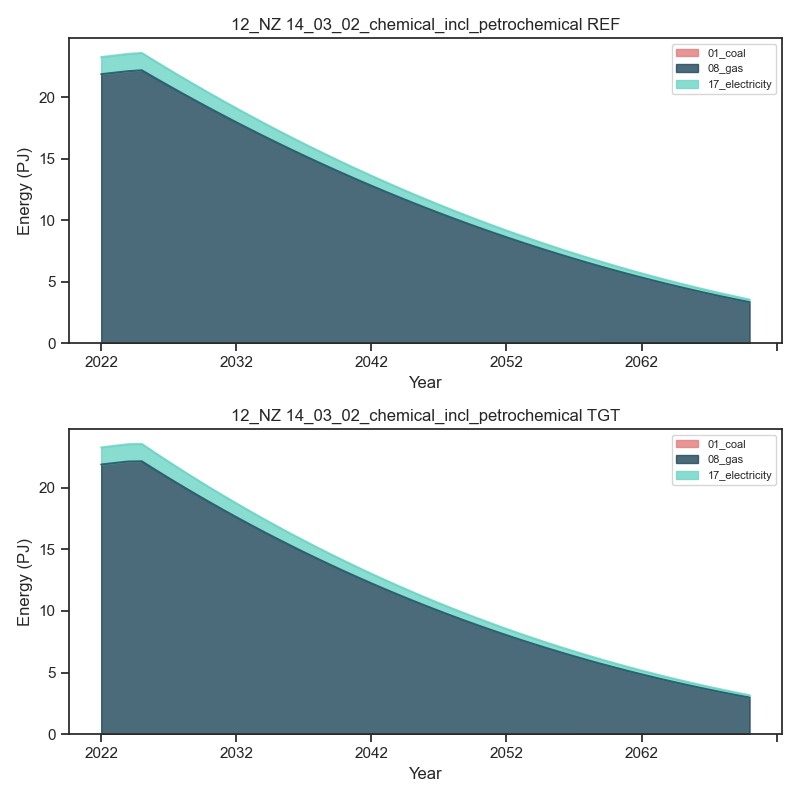 12_NZ 14_03_02_chemical_incl_petrochemical REF
01_coal
08_gas
17_electricity
Energy (PJ)
20
15
10
5
0
2022 2032 2042 2052 2062
Year
12_NZ 14_03_02_chemical_incl_petrochemical TGT
01_coal
08_gas
17_electricity
Energy (PJ)
20
15
10
5
0
2022 2032 2042 2052 2062
Year